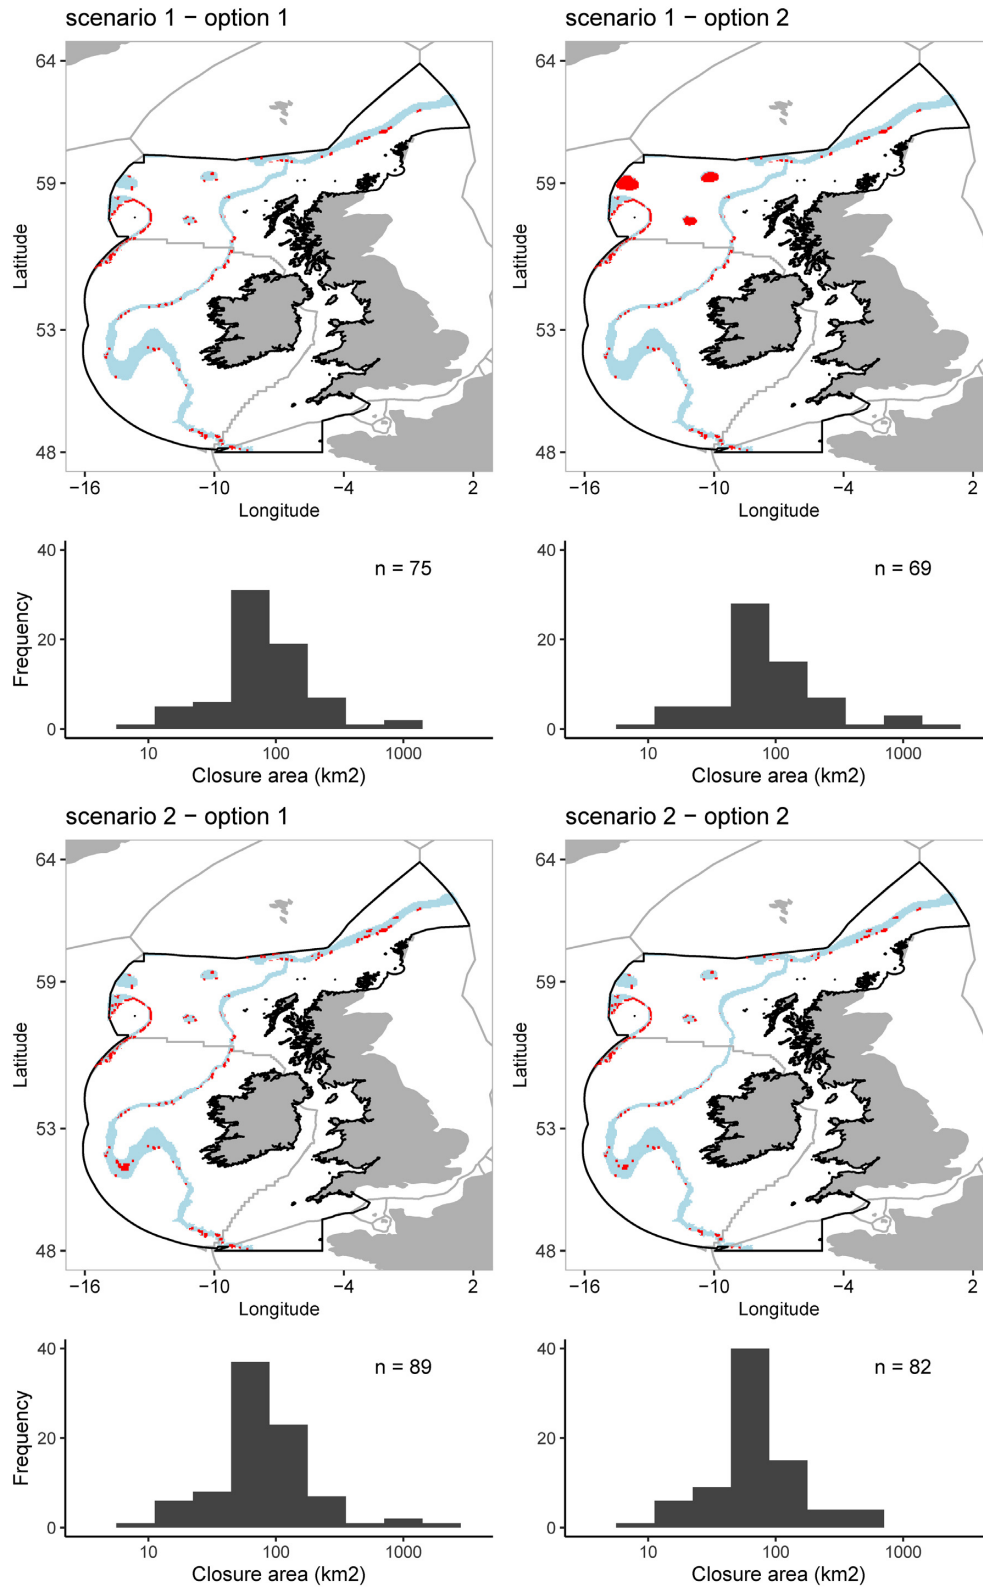 scenario 1 − option 1
scenario 1 − option 2
64
59
53
48
Latitude
−16
−10
−4
2
Longitude
64
59
53
48
Latitude
−16
−10
−4
2
Longitude
40
20
0
Frequency
n = 75
10
100
1000
Closure area (km2)
40
20
0
n = 69
10
100
1000
Closure area (km2)
scenario 2 − option 1
scenario 2 − option 2
64
59
53
48
Latitude
−16
−10
−4
2
Longitude
64
59
53
48
Latitude
−16
−10
−4
2
Longitude
40
20
0
Frequency
n = 89
10
100
1000
Closure area (km2)
40
20
0
n = 82
10
100
1000
Closure area (km2)